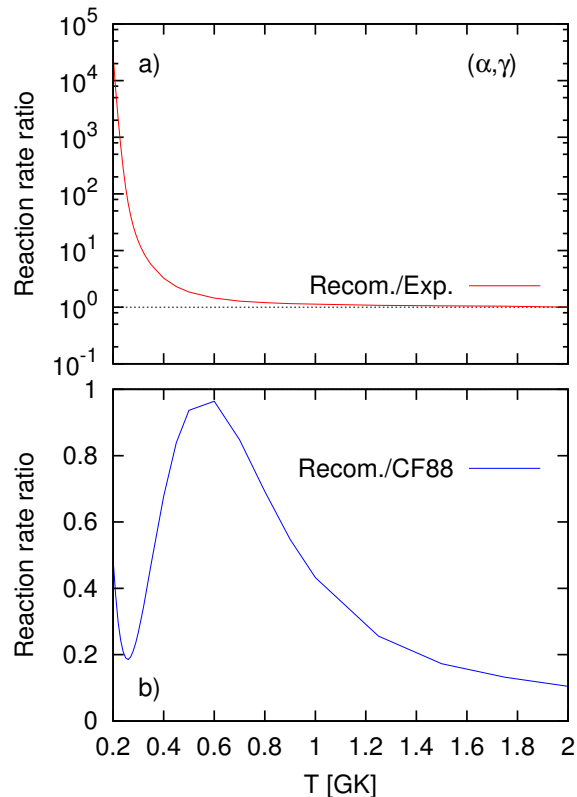 10^5
10^4
10^3
10^2
10^1
10^0
10^-1
Reaction rate ratio
a)
(α,γ)
Recom./Exp.
1
0.8
0.6
0.4
0.2
0
Reaction rate ratio
Recom./CF88
b)
0.2 0.4 0.6 0.8 1 1.2 1.4 1.6 1.8 2
T [GK]